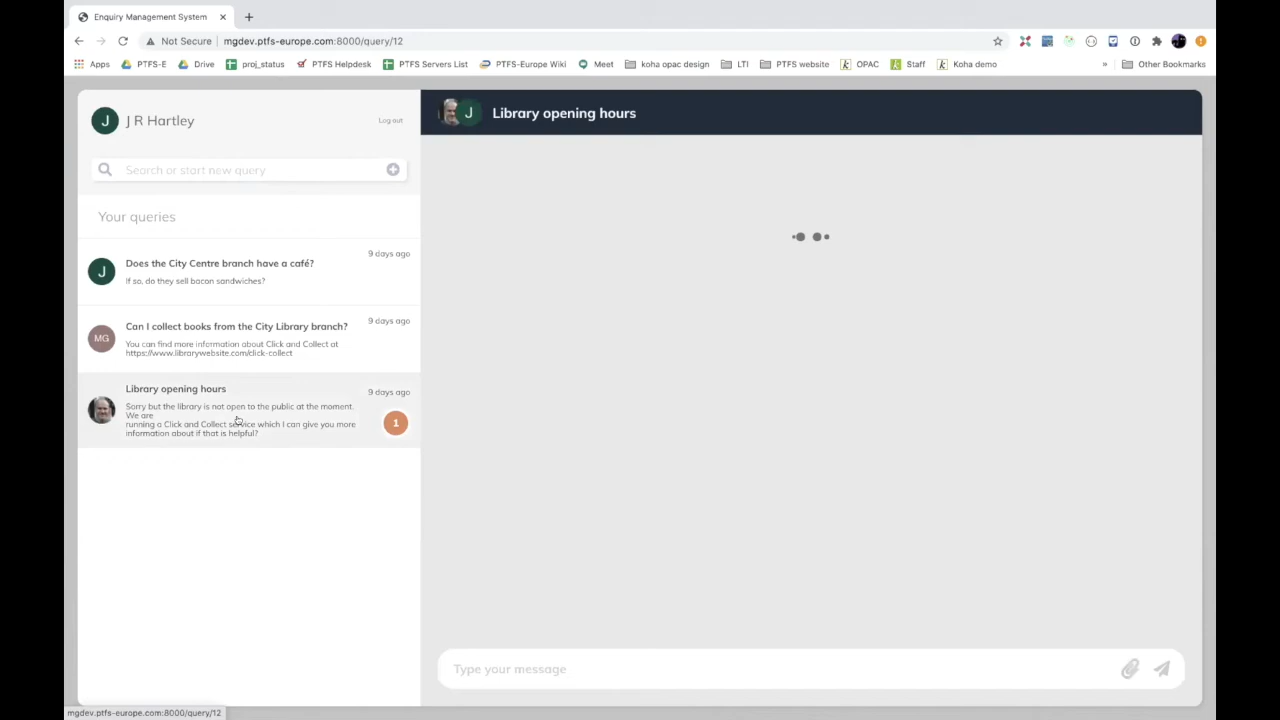 Enquiry Management System
Not Secure mgdev.ptfs-europe.com:8000/query/12
Apps PTFS-E Drive proj_status PTFS Helpdesk PTFS Servers List PTFS-Europe Wiki Meet koha opac design LTI PTFS website OPAC Staff Koha demo » Other Bookmarks
J J R Hartley Log out
J Library opening hours
Search or start new query
Your queries
9 days ago
J Does the City Centre branch have a café?
If so, do they sell bacon sandwiches?
9 days ago
Can I collect books from the City Library branch?
MG
You can find more information about Click and Collect at
https://www.librarywebsite.com/click-collect
Library opening hours
9 days ago
Sorry but the library is not open to the public at the moment.
We are
running a Click and Collect service which I can give you more
information about if that is helpful?
1
Type your message
mgdev.ptfs-europe.com:8000/query/12